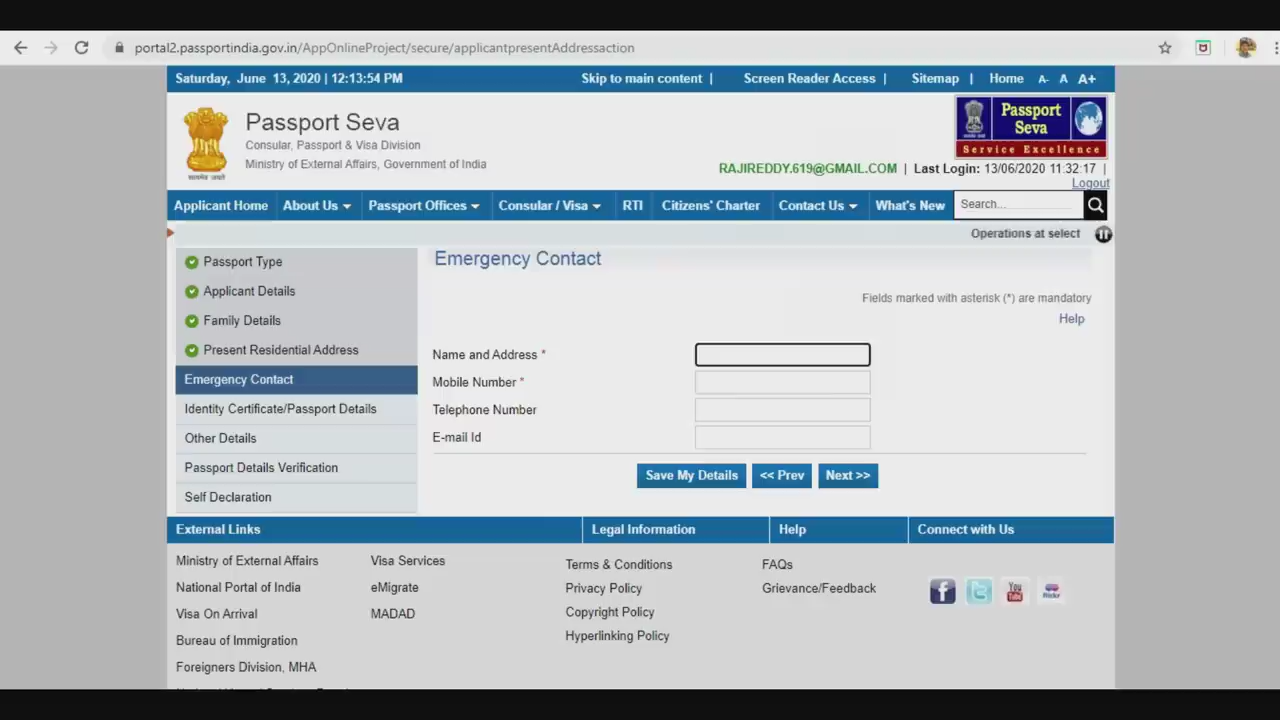 portal2.passportindia.gov.in/AppOnlineProject/secure/applicantpresentAddressaction
Saturday, June 13, 2020 | 12:13:54 PM
Skip to main content | Screen Reader Access | Sitemap | Home A- A A+
Passport Seva
Consular, Passport & Visa Division
Ministry of External Affairs, Government of India
सत्यमेव जयते
Passport
Seva
Service Excellence
RAJIREDDY.619@GMAIL.COM | Last Login: 13/06/2020 11:32:17 |
Logout
Applicant Home About Us Passport Offices Consular / Visa RTI Citizens' Charter Contact Us What's New Search...
Operations at select
Passport Type
Applicant Details
Family Details
Present Residential Address
Emergency Contact
Identity Certificate/Passport Details
Other Details
Passport Details Verification
Self Declaration
Emergency Contact
Fields marked with asterisk (*) are mandatory
Help
Name and Address *
Mobile Number *
Telephone Number
E-mail Id
Save My Details << Prev Next >>
External Links
Ministry of External Affairs
National Portal of India
Visa On Arrival
Bureau of Immigration
Foreigners Division, MHA
Visa Services
eMigrate
MADAD
Legal Information
Terms & Conditions
Privacy Policy
Copyright Policy
Hyperlinking Policy
Help
FAQs
Grievance/Feedback
Connect with Us
You
Tube
flickr